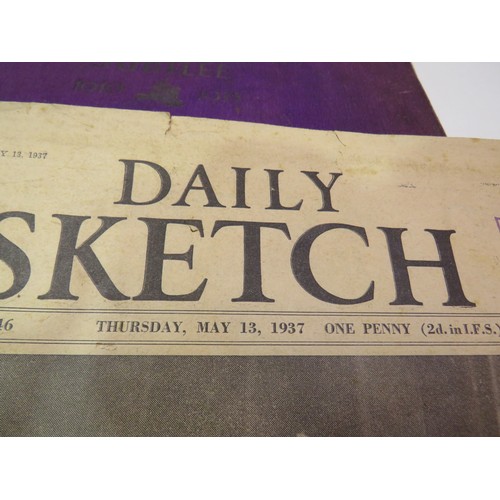 Y 13, 1937
DAILY
SKETCH
46 THURSDAY, MAY 13, 1937 ONE PENNY (2d. in I.F.S.)